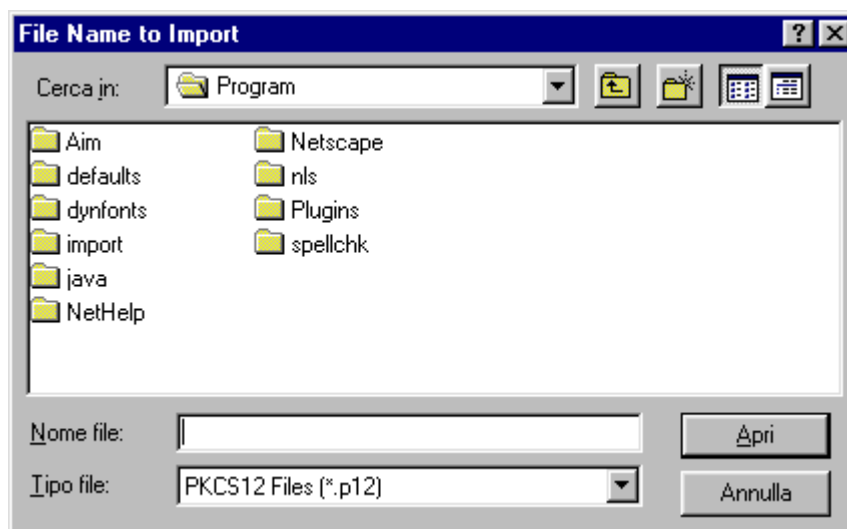 File Name to Import
Cerca in: Program
Aim Netscape
defaults nls
dynfonts Plugins
import spellchk
java
NetHelp
Nome file: Apri
Tipo file: PKCS12 Files (*.p12) Annulla